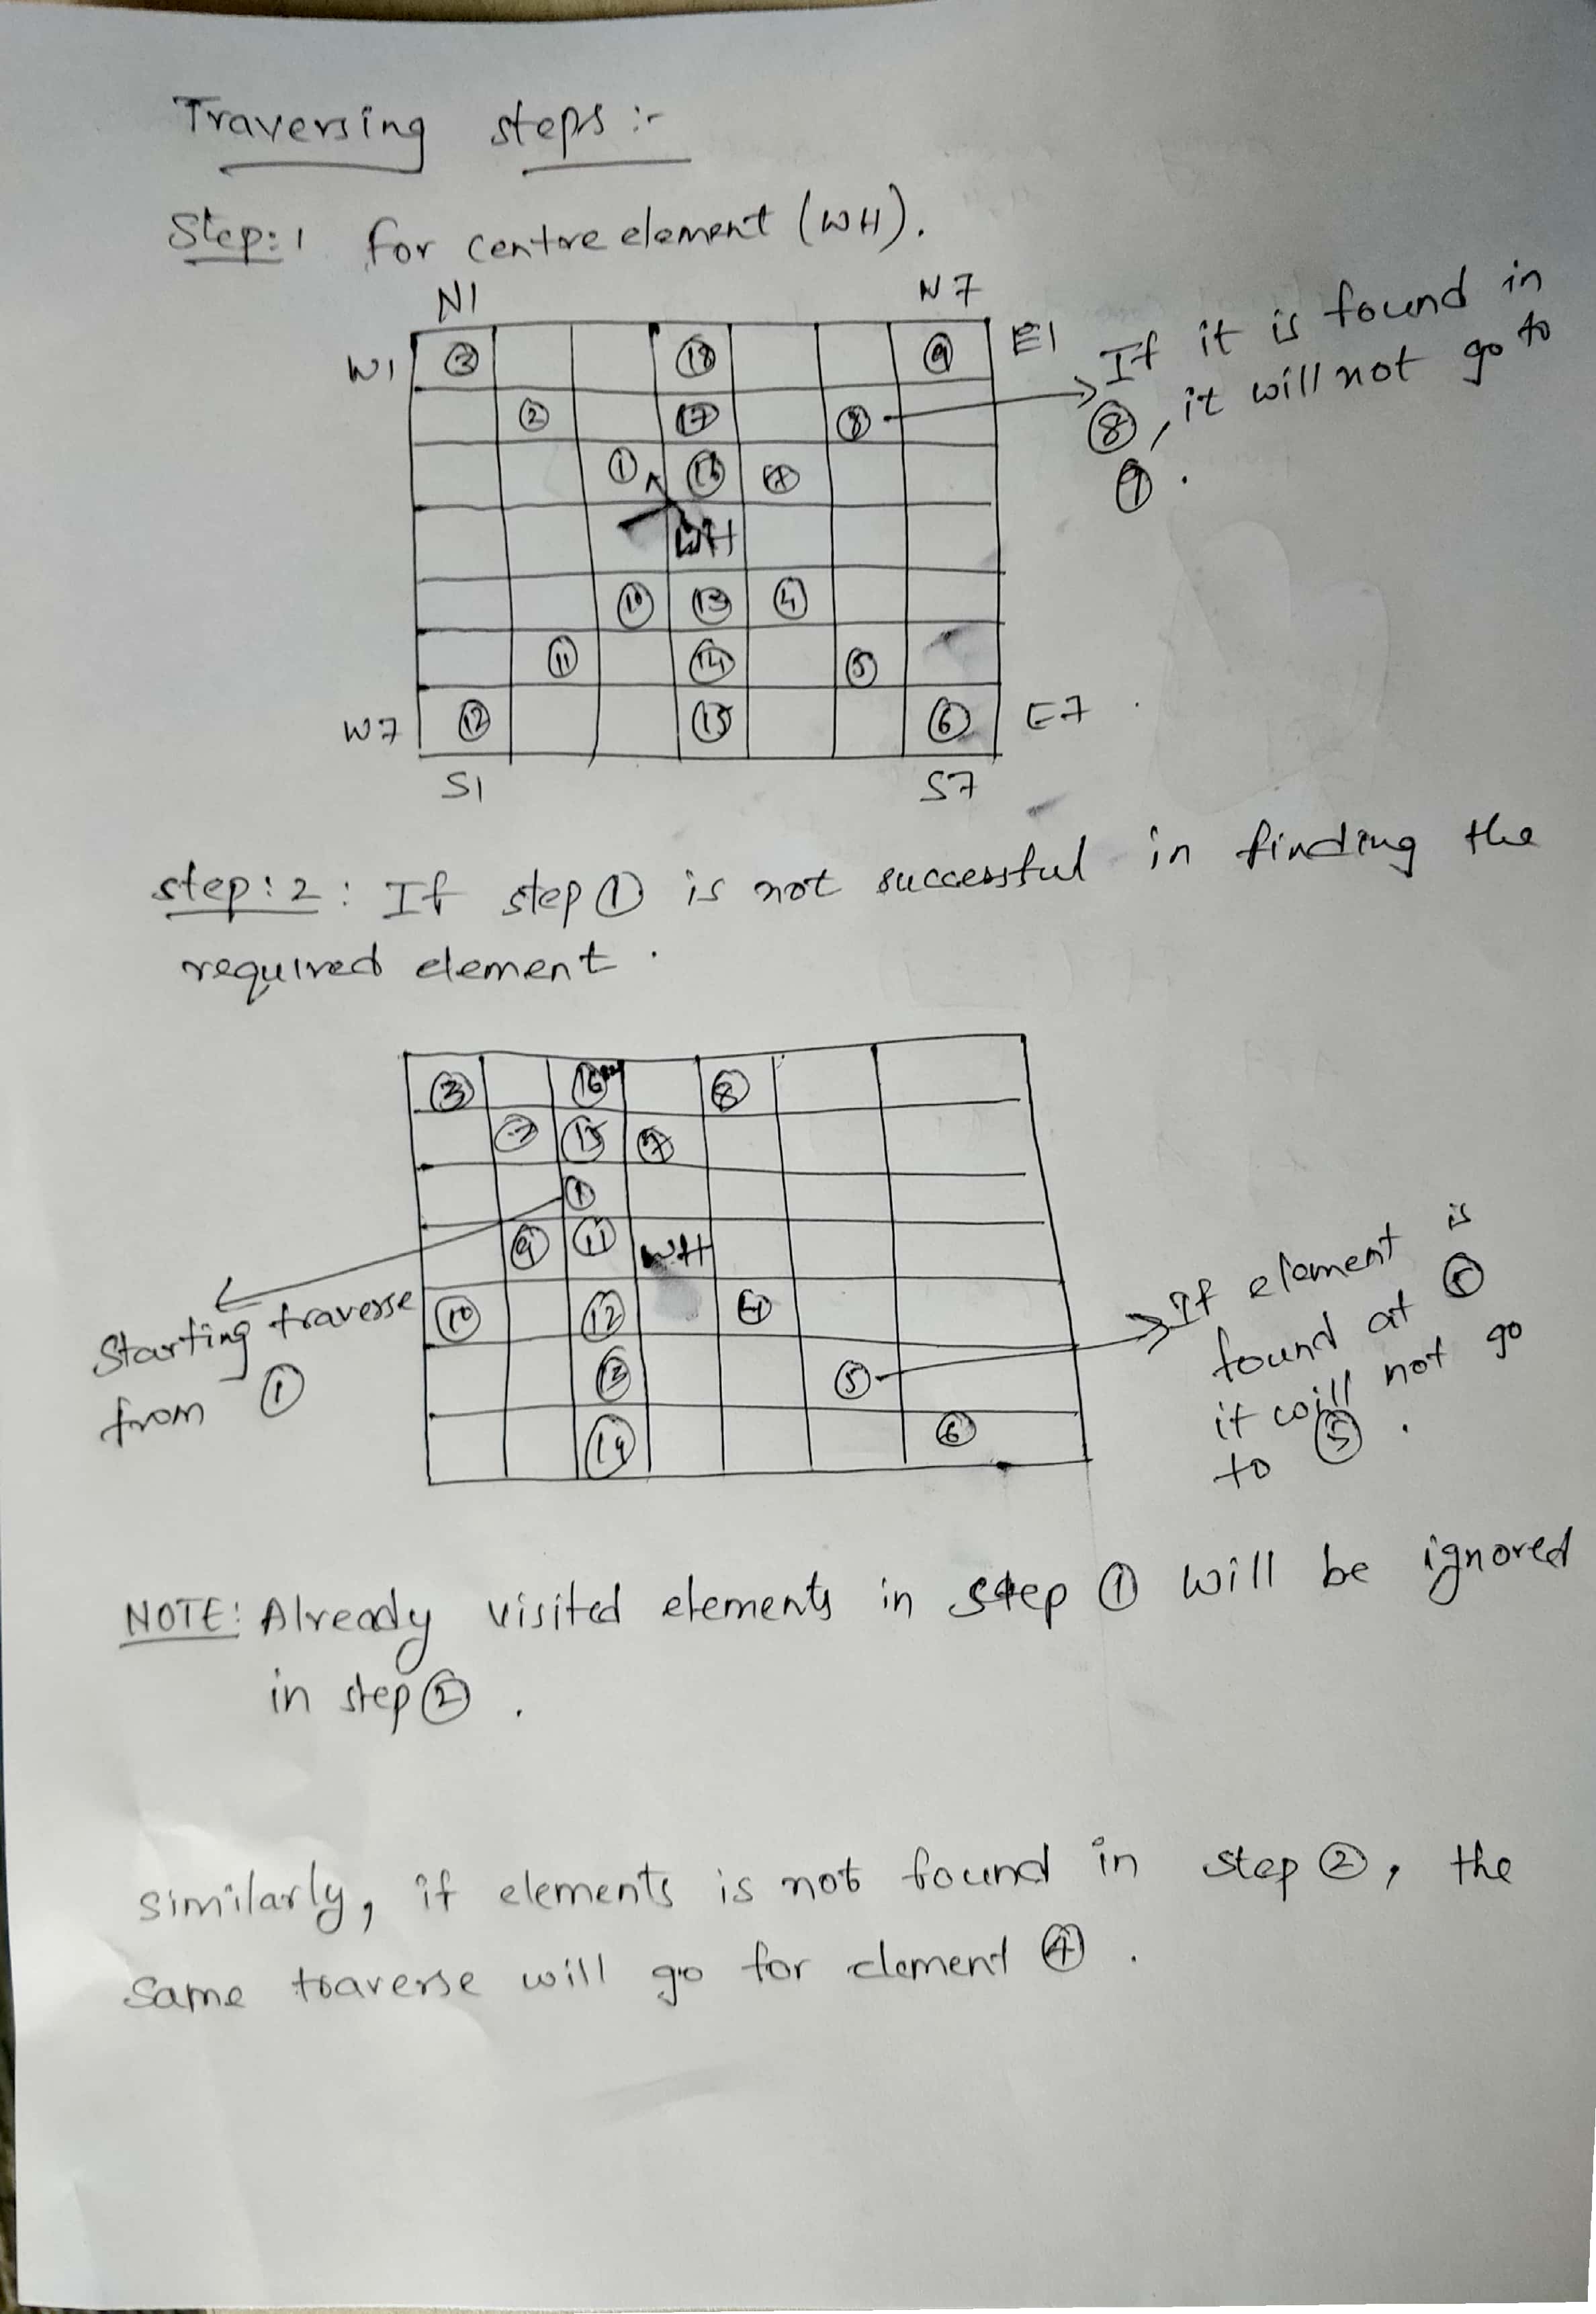 Traversing steps :-
Step:1 for centre element (WH).
N1 N7
W1 ③ ⑱ ⑨ E1
② ⑰ ⑧
① ⑯ ⑦
WH
⑩ ⑬ ④
⑪ ⑭ ⑤
W7 ⑫ ⑮ ⑥ E7
S1 S7
If it is found in
⑧, it will not go to
⑨.
step:2: If step ① is not successful in finding the
required element.
③ ⑯ ⑧
⑮ ⑦
①
⑨ ⑪ WH
⑩ ⑫ ④
⑬ ⑤
⑭ ⑥
Starting traverse
from ①
If element is
found at
it will not go
to ⑤.
NOTE: Already visited elements in step ① will be ignored
in step ②.
similarly, if elements is not found in step ②, the
same traverse will go for element ④.